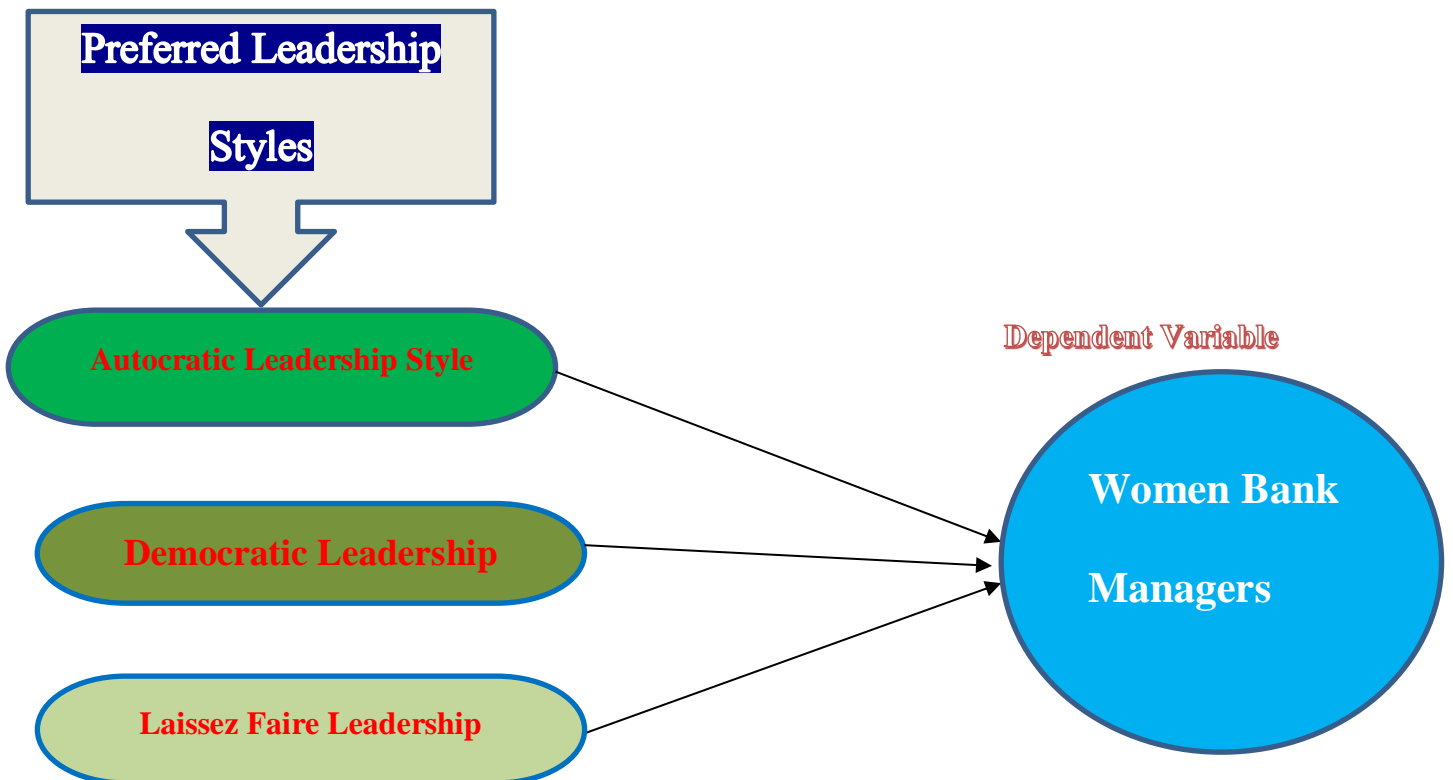 Preferred Leadership
Styles
Autocratic Leadership Style
Dependent Variable
Democratic Leadership
Women Bank
Managers
Laissez Faire Leadership